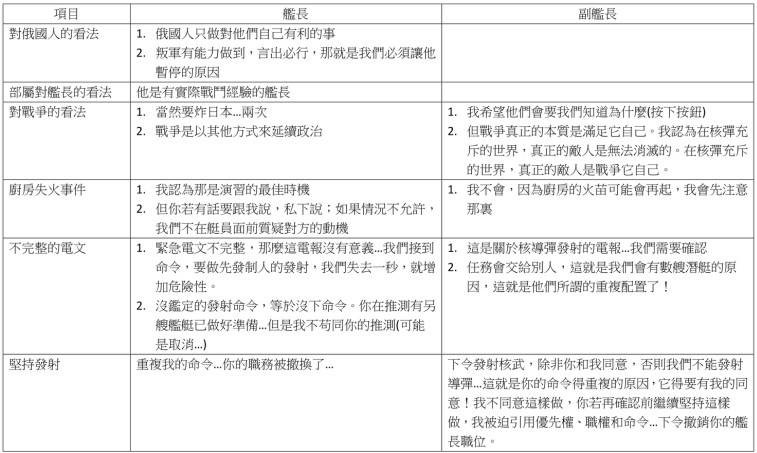 項目 艦長 副艦長
對俄國人的看法
1. 俄國人只做對他們自己有利的事
2. 叛軍有能力做到，言出必行，那就是我們必須讓他
暫停的原因
部屬對艦長的看法 他是有實際戰鬥經驗的艦長
對戰爭的看法
1. 當然要炸日本…兩次
2. 戰爭是以其他方式來延續政治
1. 我希望他們會要我們知道為什麼(按下按鈕)
2. 但戰爭真正的本質是滿足它自己。我認為在核彈充
斥的世界，真正的敵人是無法消滅的。在核彈充斥
的世界，真正的敵人是戰爭它自己。
廚房失火事件
1. 我認為那是演習的最佳時機
2. 但你若有話要跟我說，私下說；如果情況不允許，
我們不在艇員面前質疑對方的動機
1. 我不會，因為廚房的火苗可能會再起，我會先注意
那裏
不完整的電文
1. 緊急電文不完整，那麼這電報沒有意義…我們接到
命令，要做先發制人的發射，我們失去一秒，就增
加危險性。
2. 沒鑑定的發射命令，等於沒下命令。你在推測有另
艘艦艇已做好準備…但是我不苟同你的推測(可能
是取消…)
1. 這是關於核導彈發射的電報…我們需要確認
2. 任務會交給別人，這就是我們會有數艘潛艇的原
因，這就是他們所謂的重複配置了！
堅持發射
重複我的命令…你的職務被撤換了…
下令發射核武，除非你和我同意，否則我們不能發射
導彈…這就是你的命令得重複的原因，它得要有我的同
意！我不同意這樣做，你若再確認前繼續堅持這樣
做，我被迫引用優先權、職權和命令…下令撤銷你的艦
長職位。